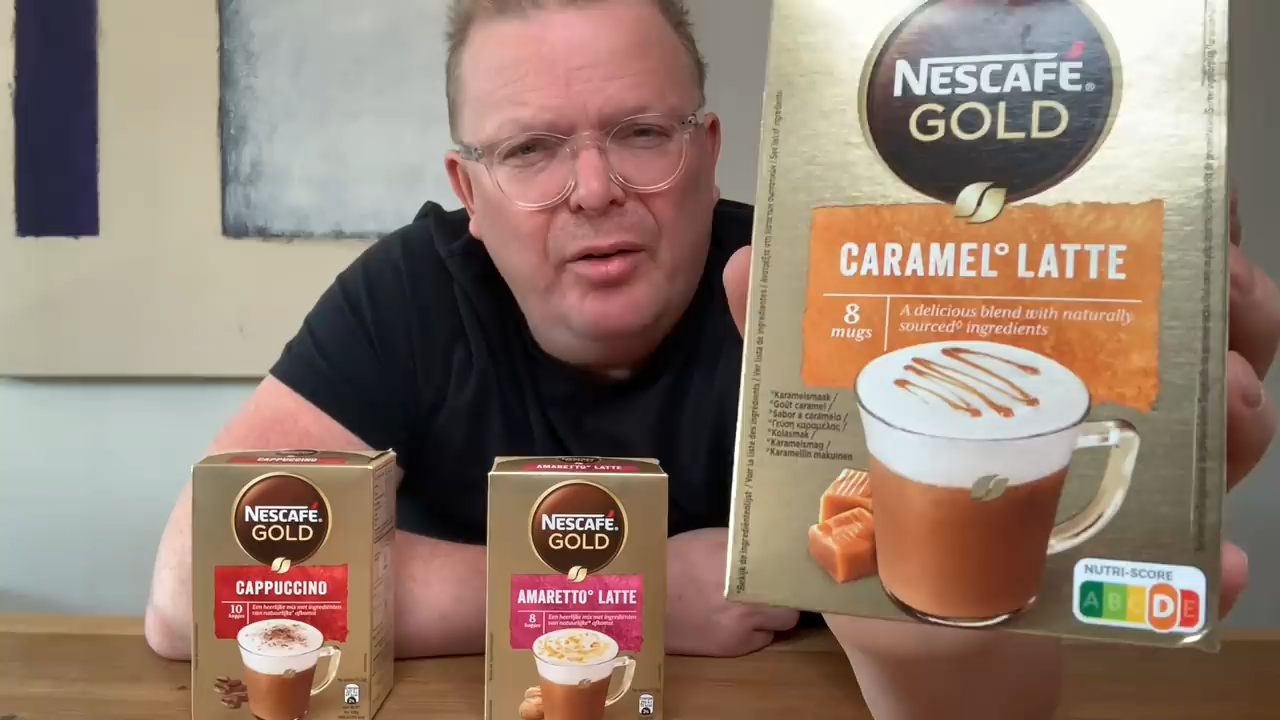 NESCAFÉ®
GOLD
CARAMEL° LATTE
8
mugs
A delicious blend with naturally
sourced◊ ingredients
°Karamelsmaak /
°Goût caramel /
°Sabor a caramelo /
°Γεύση καραμέλας /
°Kolasmak /
°Karamelsmag /
°Karamellin makuinen
NUTRI-SCORE
A B C D E
CAPPUCCINO
NESCAFÉ®
GOLD
CAPPUCCINO
10
kopjes
Een heerlijke mix met ingrediënten
van natuurlijke◊ afkomst
AMARETTO° LATTE
NESCAFÉ®
GOLD
AMARETTO° LATTE
8
kopjes
Een heerlijke mix met ingrediënten
van natuurlijke◊ afkomst